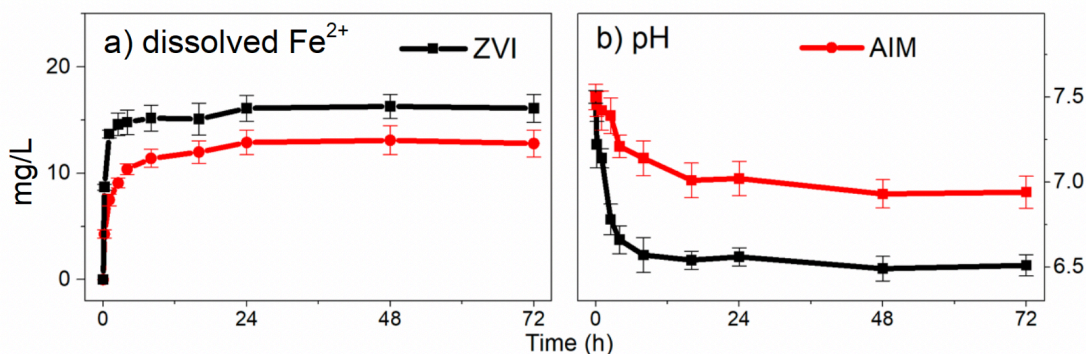 a) dissolved Fe²⁺
ZVI
b) pH
AIM
mg/L
20
10
0
7.5
7.0
6.5
0
24
48
72
0
24
48
72
Time (h)